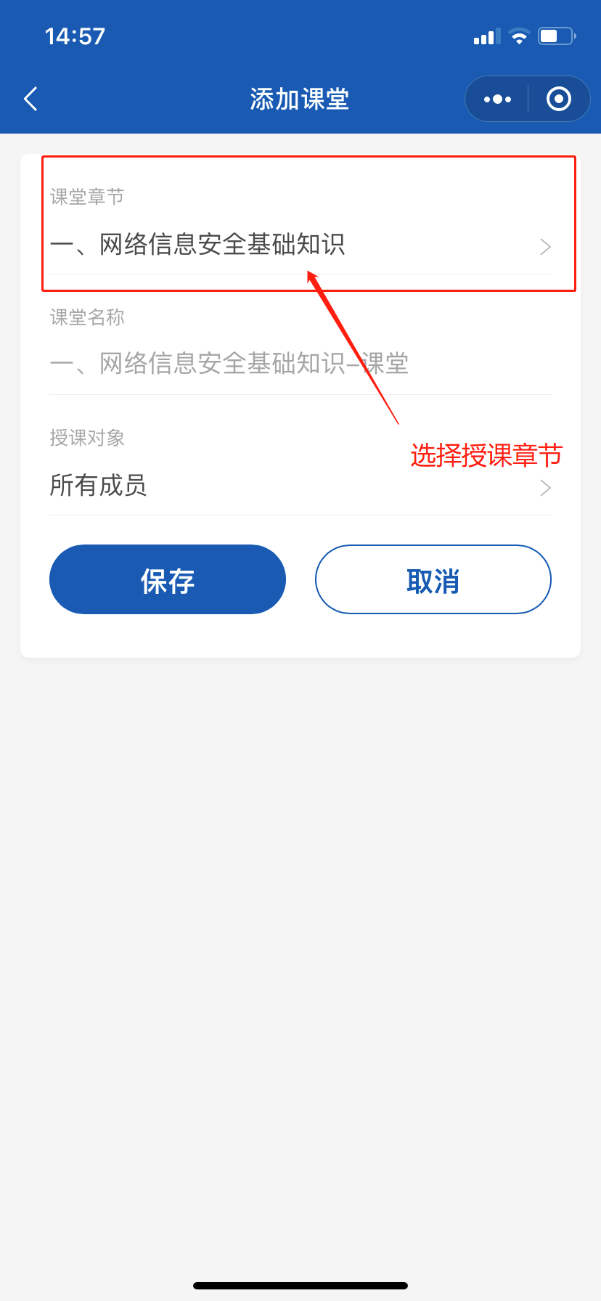 14:57
添加课堂
课堂章节
一、网络信息安全基础知识
课堂名称
一、网络信息安全基础知识-课堂
授课对象
选择授课章节
所有成员
保存
取消